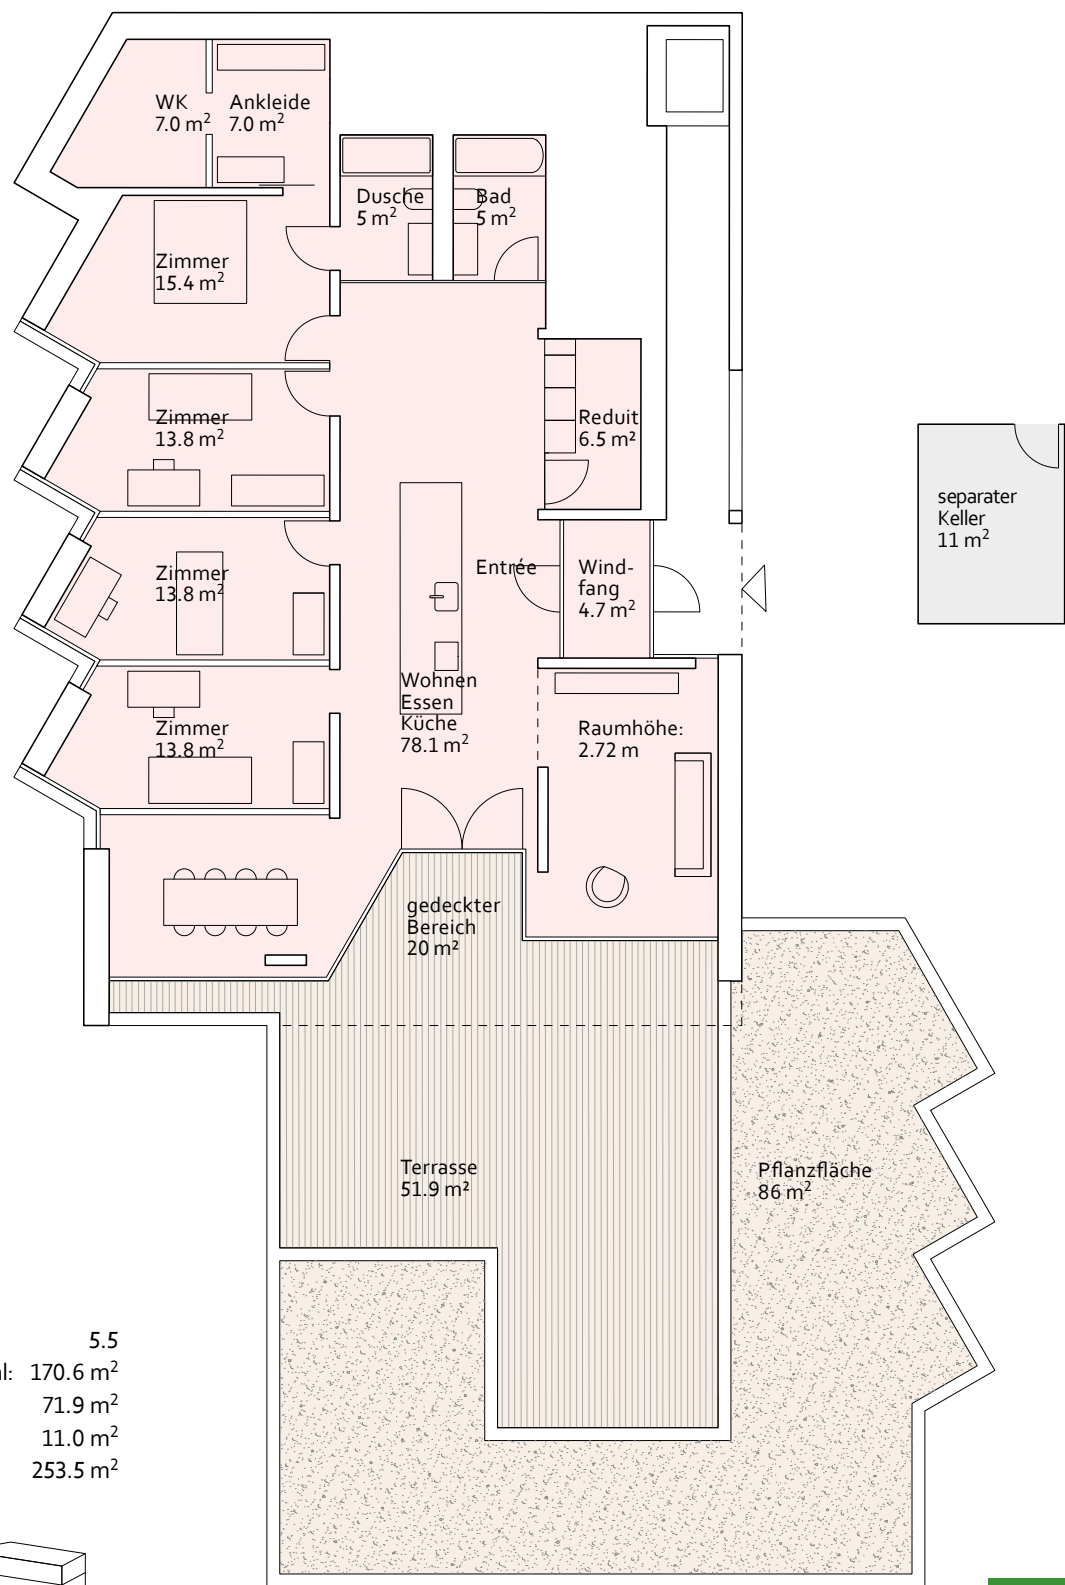 WK
7.0 m²
Ankleide
7.0 m²
Dusche
5 m²
Bad
5 m²
Zimmer
15.4 m²
Zimmer
13.8 m²
Reduit
6.5 m²
separater
Keller
11 m²
Zimmer
13.8 m²
Entrée
Wind-
fang
4.7 m²
Wohnen
Essen
Küche
78.1 m²
Zimmer
13.8 m²
Raumhöhe:
2.72 m
gedeckter
Bereich
20 m²
Terrasse
51.9 m²
Pflanzfläche
86 m²
5.5
170.6 m²
71.9 m²
11.0 m²
253.5 m²